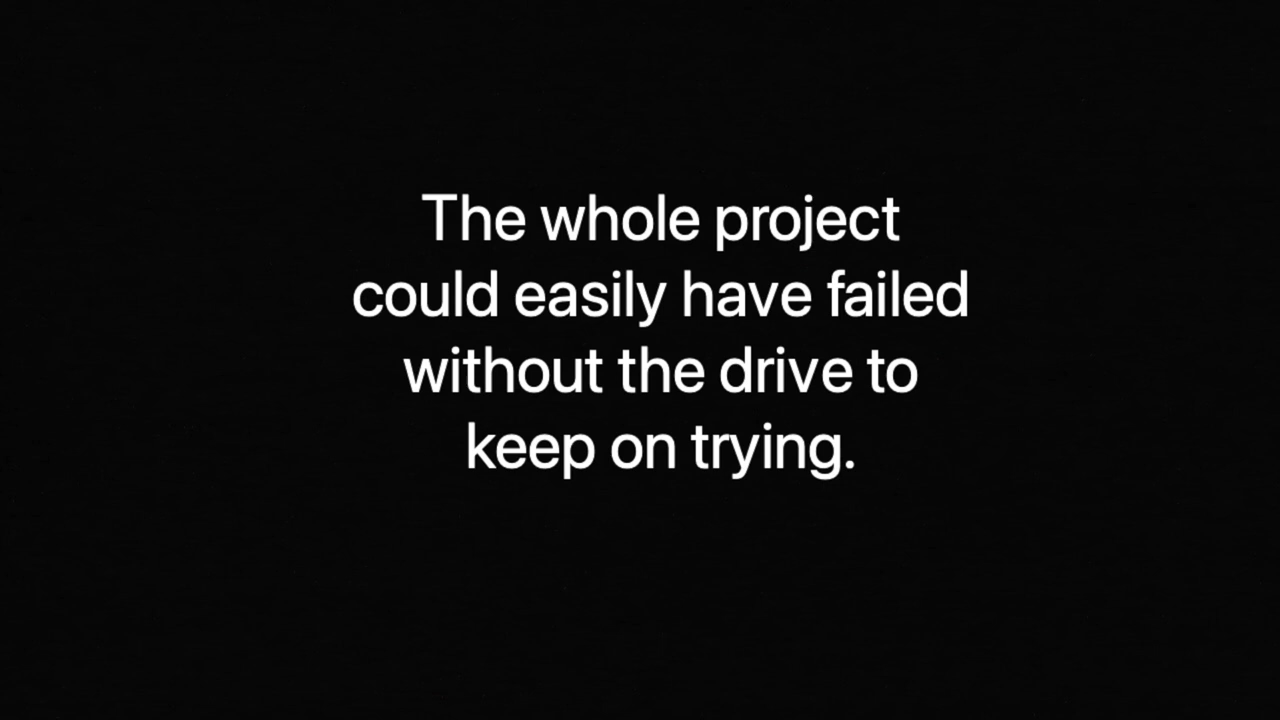 The whole project
could easily have failed
without the drive to
keep on trying.